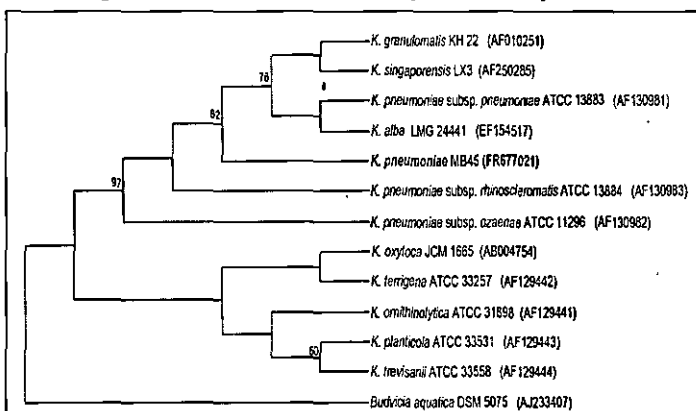 K. granulomatis KH 22 (AF010251)
K. singaporensis LX3 (AF250285)
78
K. pneumoniae subsp. pneumoniae ATCC 13883 (AF130981)
62
K. alba LMG 24441 (EF154517)
K. pneumoniae MB45 (FR677021)
97
K. pneumoniae subsp. rhinoscleromatis ATCC 13884 (AF130983)
K. pneumoniae subsp. ozaenae ATCC 11296 (AF130982)
K. oxytoca JCM 1665 (AB004754)
K. terrigena ATCC 33257 (AF129442)
K. ornithinolytica ATCC 31898 (AF129441)
K. planticola ATCC 33531 (AF129443)
60
K. trevisanii ATCC 33558 (AF129444)
Budvicia aquatica DSM 5075 (AJ233407)